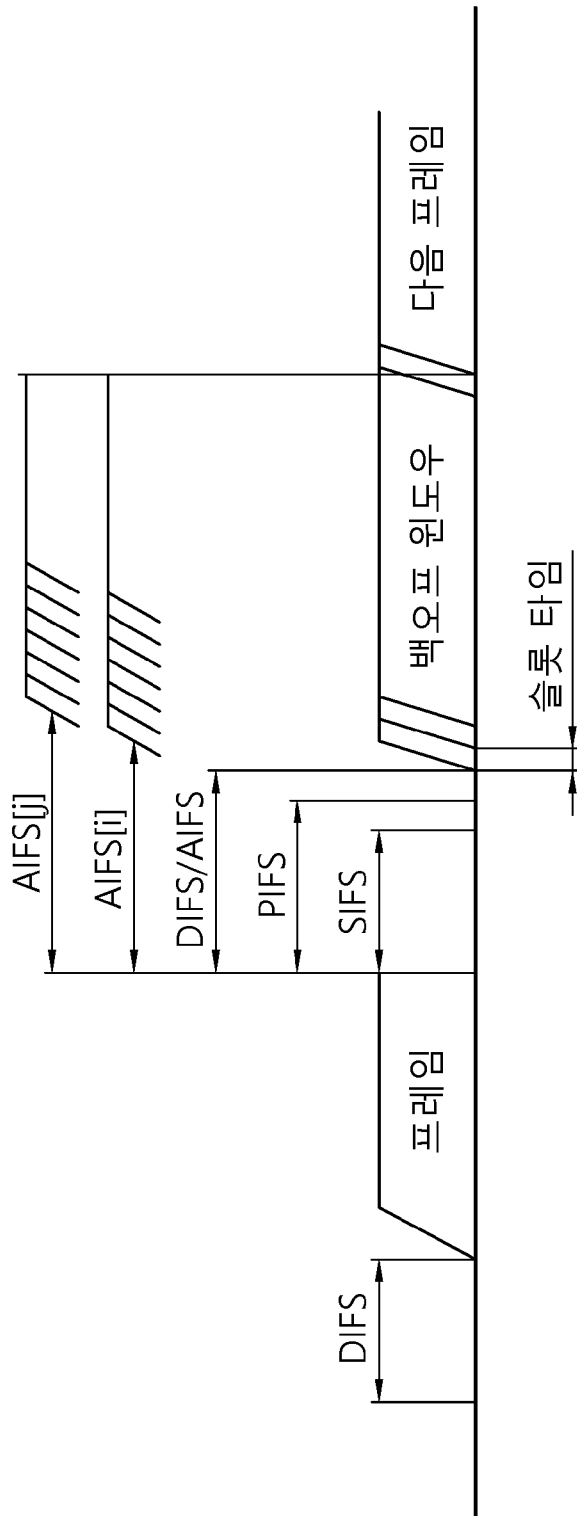 AIFS[j]
AIFS[i]
DIFS/AIFS
PIFS
DIFS
SIFS
프레임
백오프 윈도우
다음 프레임
슬롯 타임